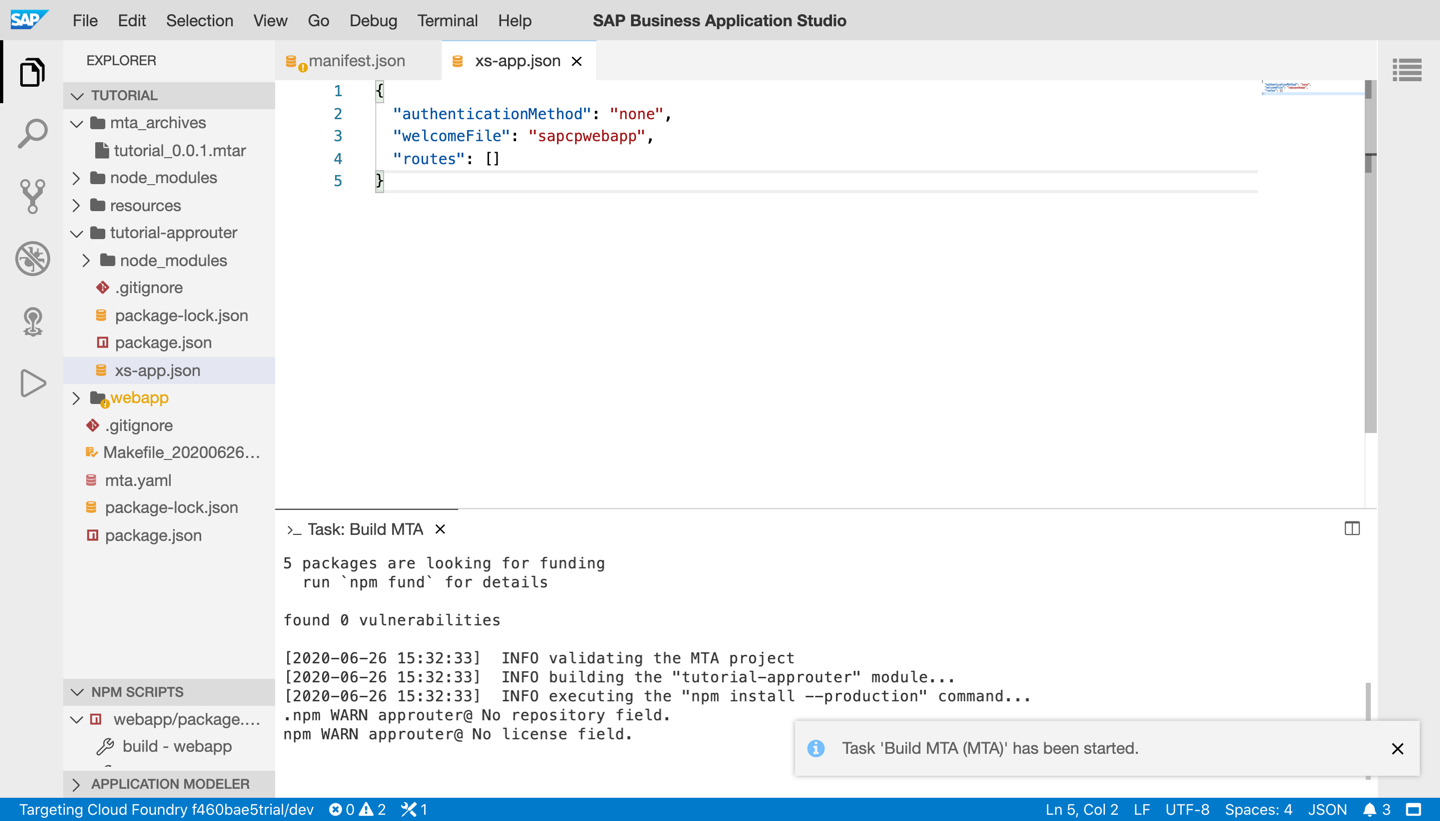 SAP File Edit Selection View Go Debug Terminal Help SAP Business Application Studio
EXPLORER
TUTORIAL
mta_archives
tutorial_0.0.1.mtar
node_modules
resources
tutorial-approuter
node_modules
.gitignore
package-lock.json
package.json
xs-app.json
webapp
.gitignore
Makefile_20200626...
mta.yaml
package-lock.json
package.json
NPM SCRIPTS
webapp/package....
build - webapp
APPLICATION MODELER
manifest.json xs-app.json
1 {
2 "authenticationMethod": "none",
3 "welcomeFile": "sapcpwebapp",
4 "routes": []
5 }
>_ Task: Build MTA
5 packages are looking for funding
run `npm fund` for details
found 0 vulnerabilities
[2020-06-26 15:32:33] INFO validating the MTA project
[2020-06-26 15:32:33] INFO building the "tutorial-approuter" module...
[2020-06-26 15:32:33] INFO executing the "npm install --production" command...
.npm WARN approuter@ No repository field.
npm WARN approuter@ No license field.
Task 'Build MTA (MTA)' has been started.
Targeting Cloud Foundry f460bae5trial/dev 0 2 1 Ln 5, Col 2 LF UTF-8 Spaces: 4 JSON 3